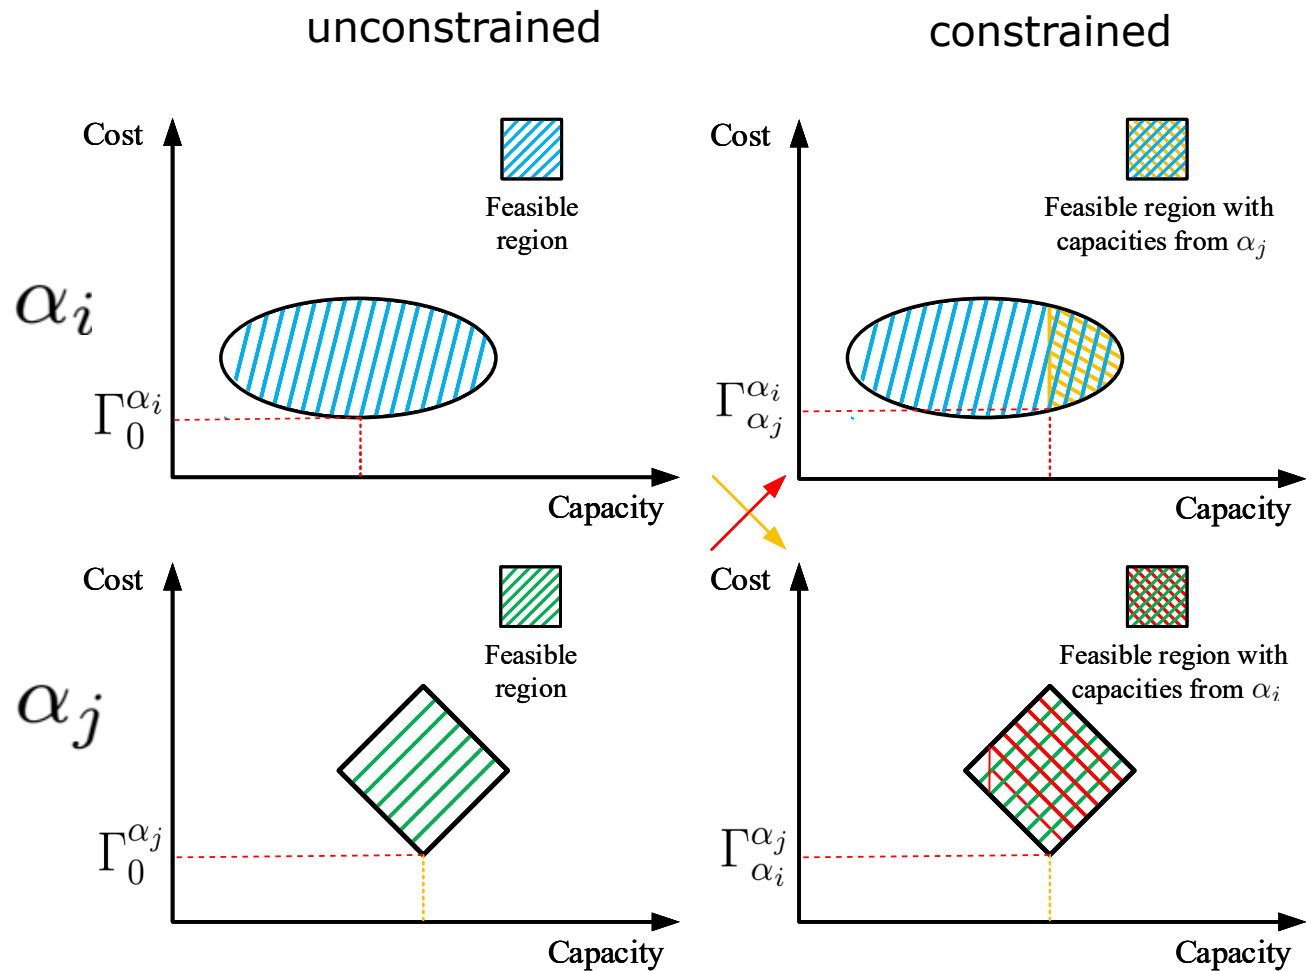 unconstrained
constrained
Cost
Feasible
region
α_i
Γ_0^{α_i}
Capacity
Cost
Feasible region with
capacities from α_j
Γ_{α_j}^{α_i}
Capacity
Cost
Feasible
region
α_j
Γ_0^{α_j}
Capacity
Cost
Feasible region with
capacities from α_i
Γ_{α_i}^{α_j}
Capacity